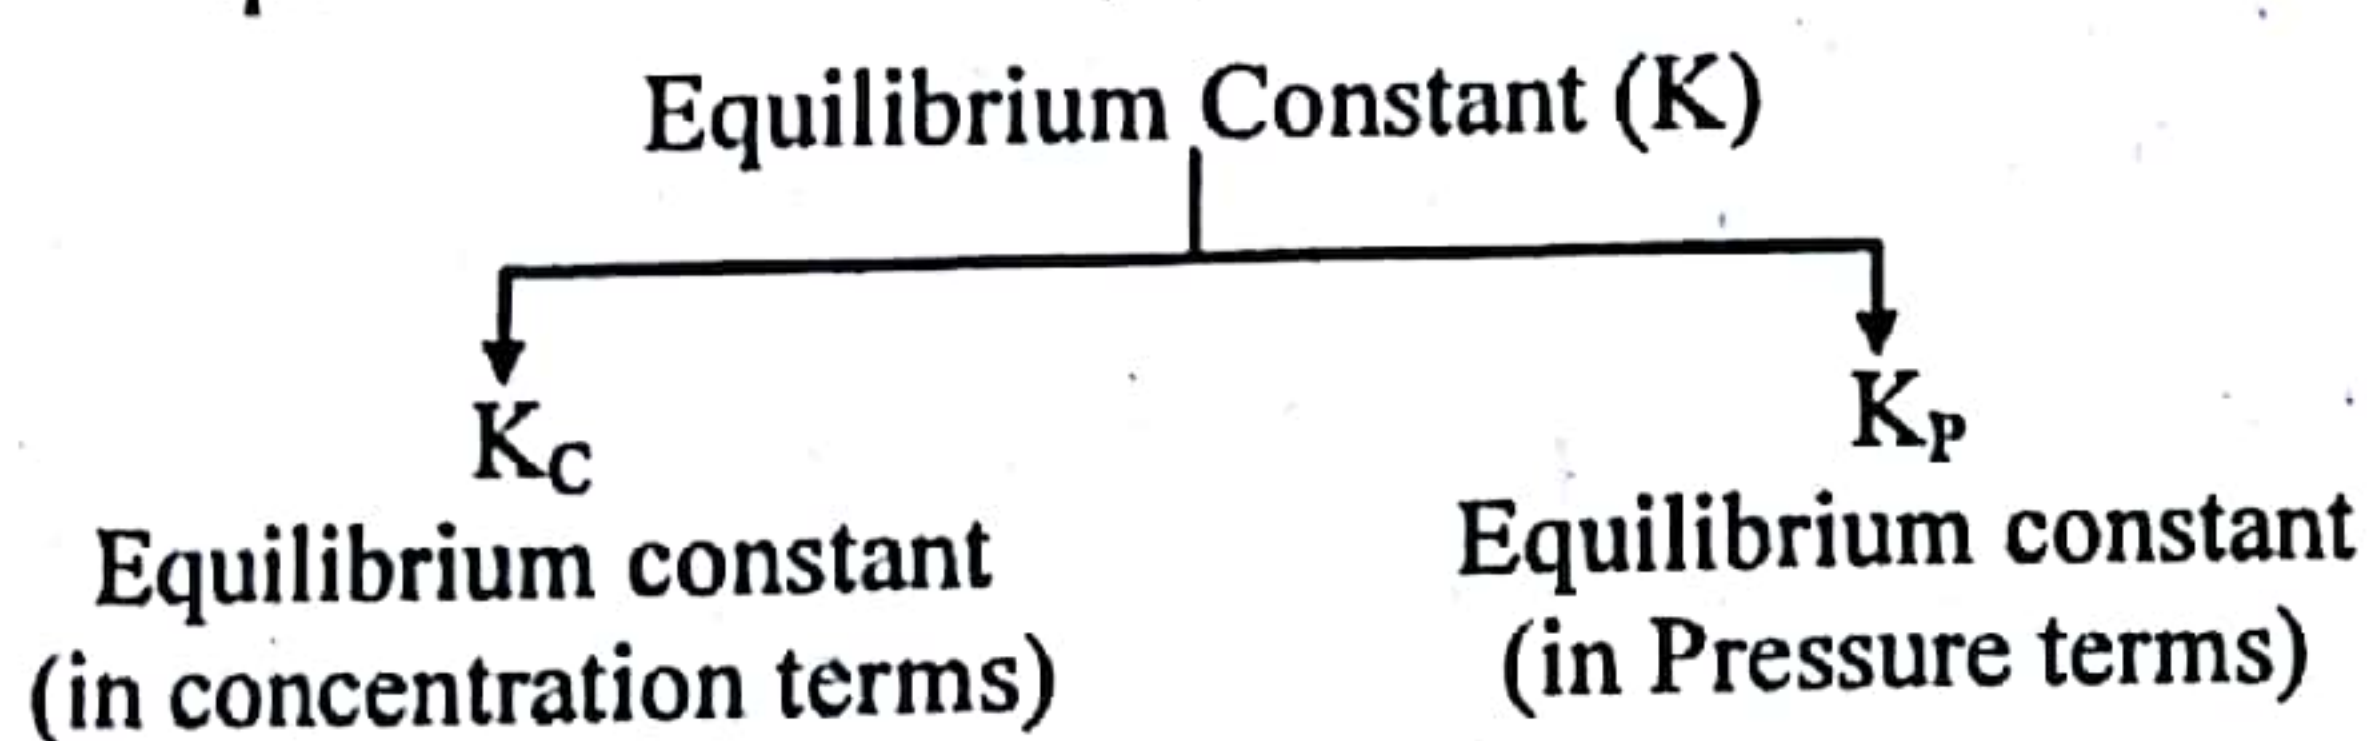 Equilibrium Constant (K)
K_C
K_P
Equilibrium constant
(in concentration terms)
Equilibrium constant
(in Pressure terms)